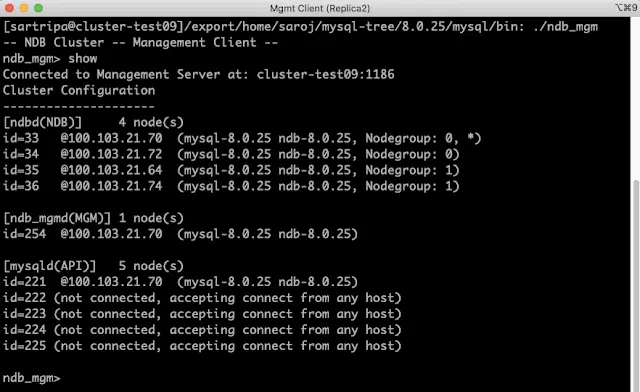 Mgmt Client (Replica2)
⌥⌘9
[sartripa@cluster-test09]/export/home/saroj/mysql-tree/8.0.25/mysql/bin: ./ndb_mgm
-- NDB Cluster -- Management Client --
ndb_mgm> show
Connected to Management Server at: cluster-test09:1186
Cluster Configuration
---------------------
[ndbd(NDB)]     4 node(s)
id=33   @100.103.21.70  (mysql-8.0.25 ndb-8.0.25, Nodegroup: 0, *)
id=34   @100.103.21.72  (mysql-8.0.25 ndb-8.0.25, Nodegroup: 0)
id=35   @100.103.21.64  (mysql-8.0.25 ndb-8.0.25, Nodegroup: 1)
id=36   @100.103.21.74  (mysql-8.0.25 ndb-8.0.25, Nodegroup: 1)
[ndb_mgmd(MGM)] 1 node(s)
id=254  @100.103.21.70  (mysql-8.0.25 ndb-8.0.25)
[mysqld(API)]   5 node(s)
id=221  @100.103.21.70  (mysql-8.0.25 ndb-8.0.25)
id=222 (not connected, accepting connect from any host)
id=223 (not connected, accepting connect from any host)
id=224 (not connected, accepting connect from any host)
id=225 (not connected, accepting connect from any host)
ndb_mgm>